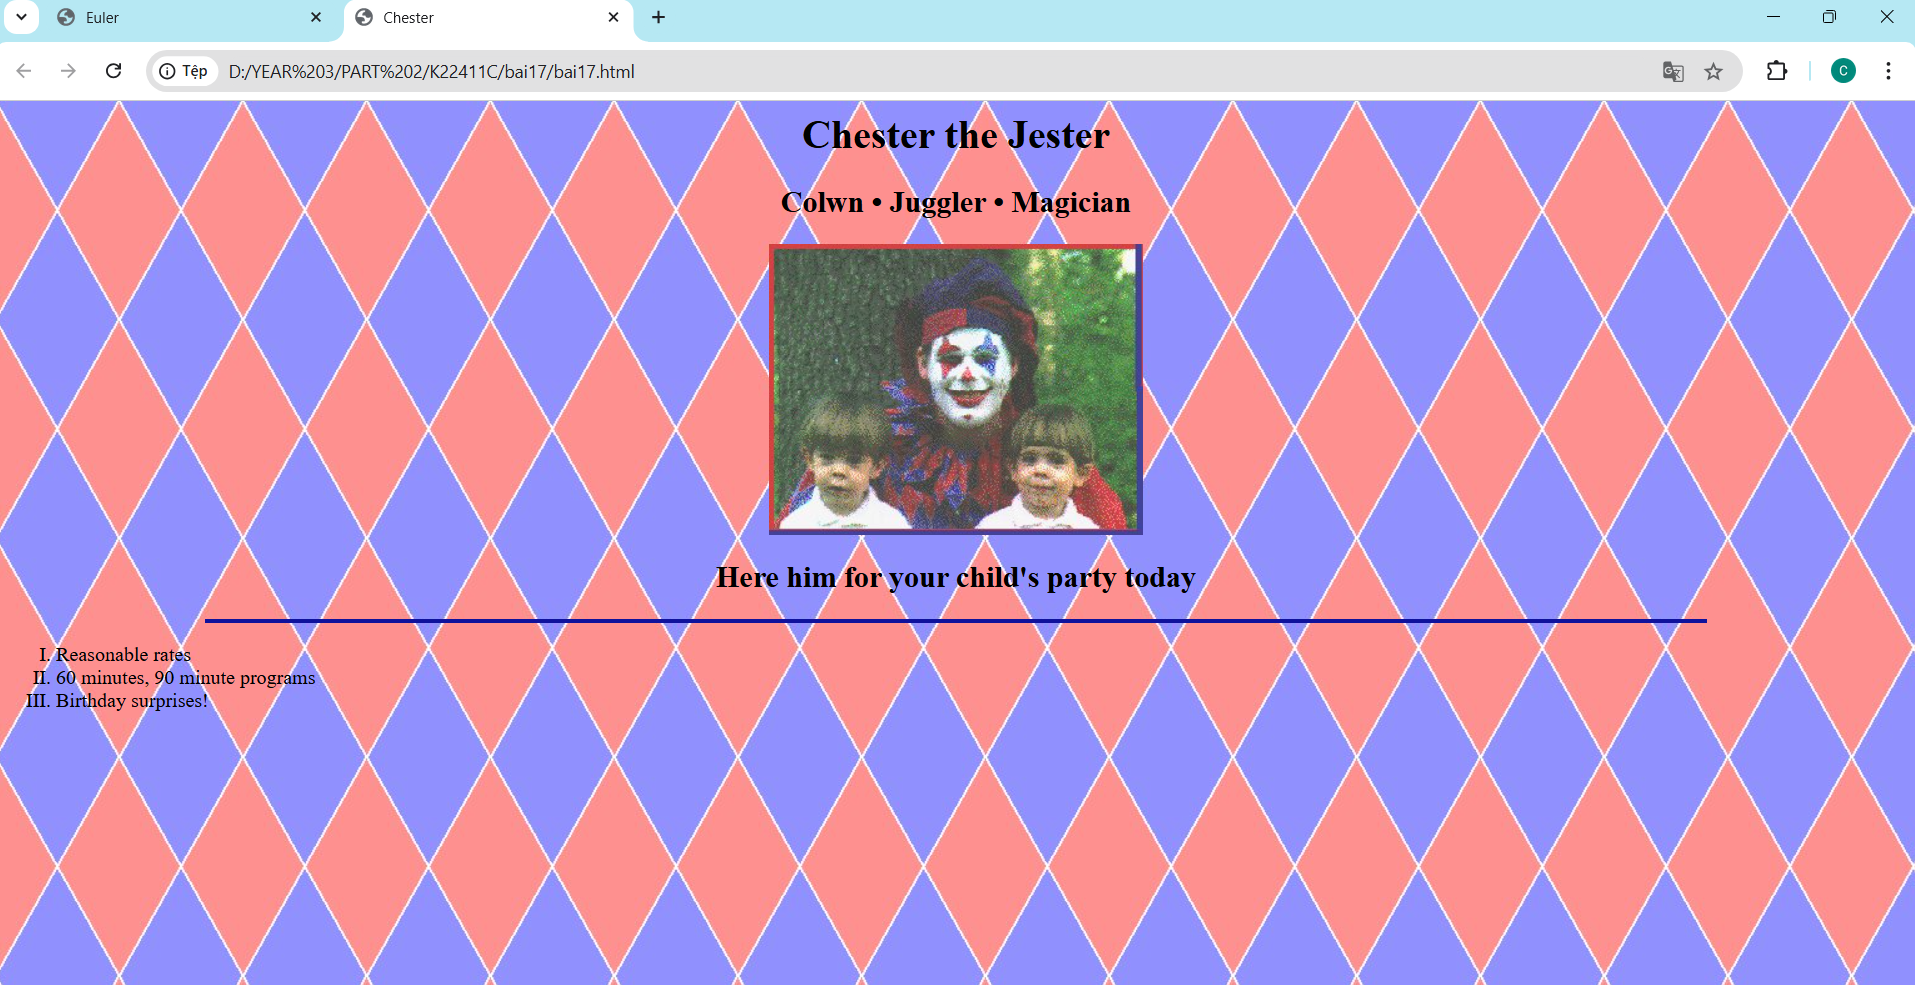 Euler
Chester
Tệp
D:/YEAR%203/PART%202/K22411C/bai17/bai17.html
C
Chester the Jester
Colwn • Juggler • Magician
Here him for your child's party today
I. Reasonable rates
II. 60 minutes, 90 minute programs
III. Birthday surprises!